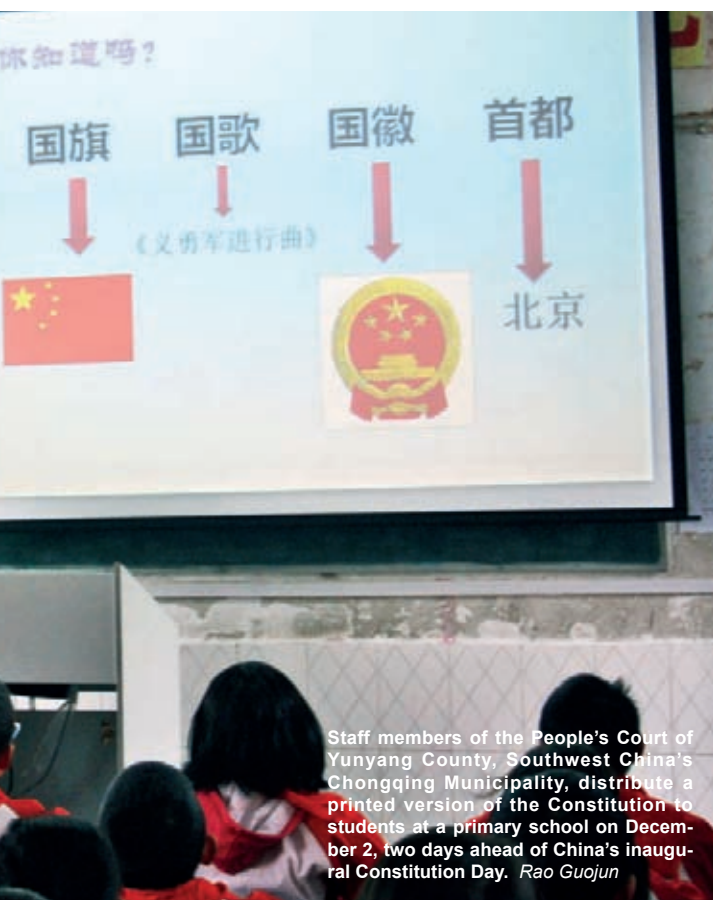 你知道吗?
国旗 国歌 国徽 首都
《义勇军进行曲》
北京
Staff members of the People's Court of
Yunyang County, Southwest China's
Chongqing Municipality, distribute a
printed version of the Constitution to
students at a primary school on Decem-
ber 2, two days ahead of China's inaugu-
ral Constitution Day. Rao Guojun